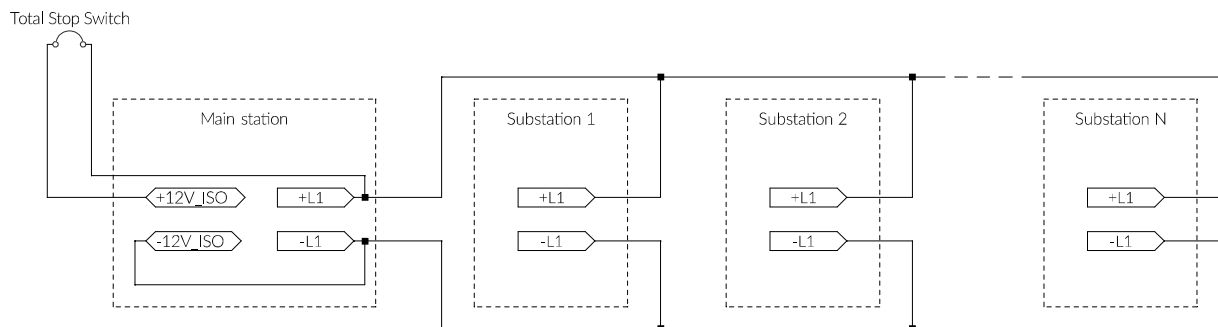 Total Stop Switch
Main station
Substation 1
Substation 2
Substation N
+12V_ISO
+L1
+L1
+L1
+L1
-12V_ISO
-L1
-L1
-L1
-L1